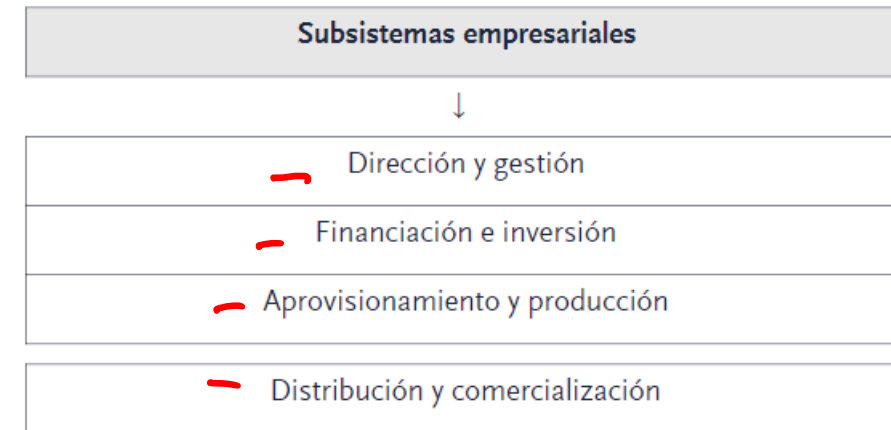 Subsistemas empresariales
↓
Dirección y gestión
Financiación e inversión
Aprovisionamiento y producción
Distribución y comercialización